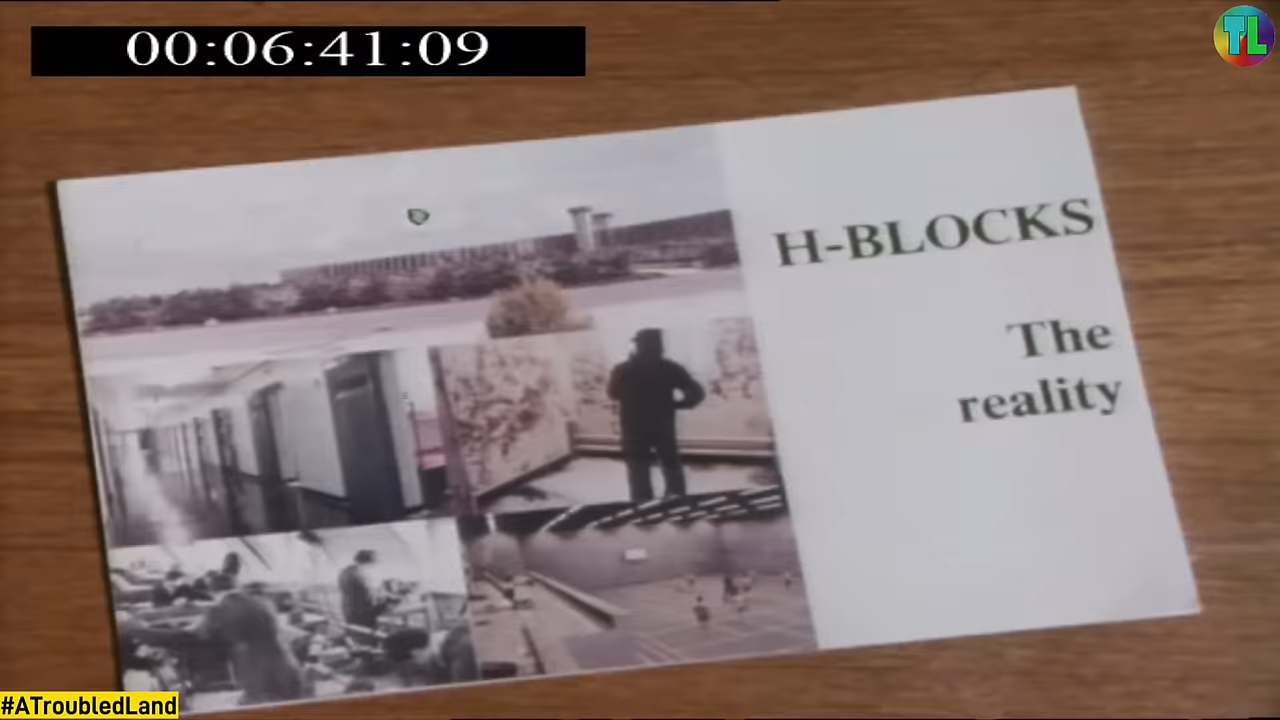 00:06:41:09
TL
H-BLOCKS
The
reality
#ATroubledLand